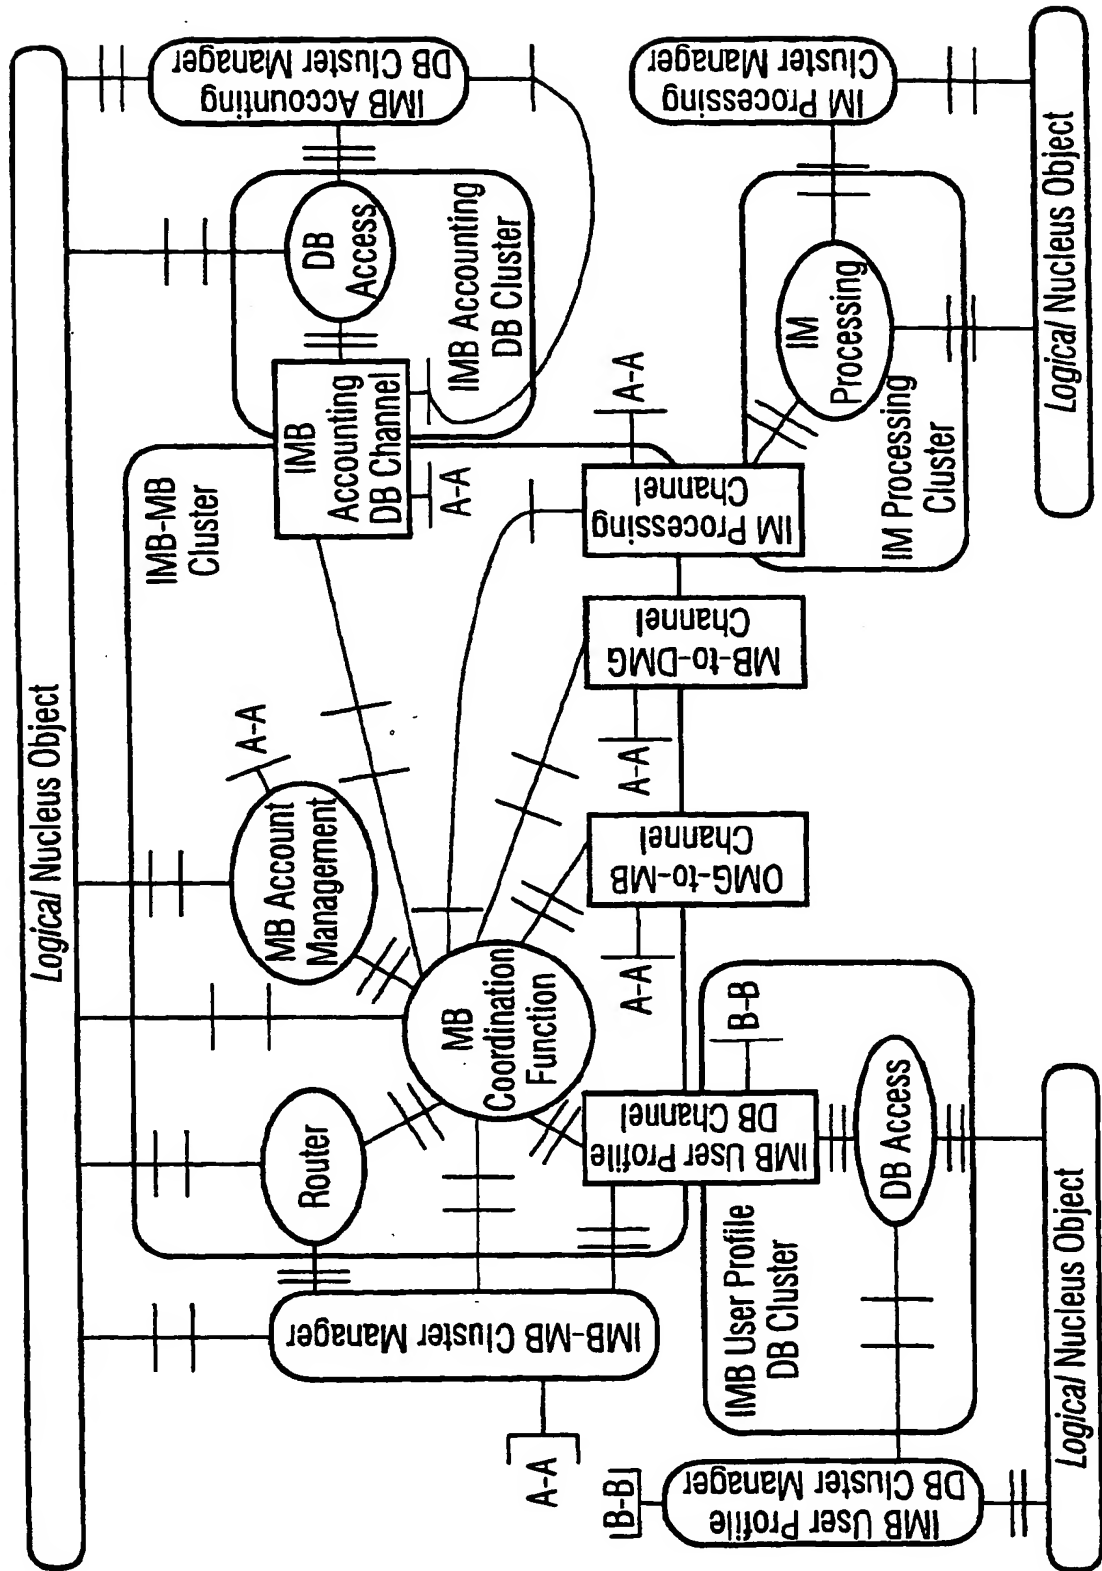 Logical Nucleus Object
IMB-MB Cluster Manager
A-A
Router
MB
Coordination
Function
MB Account
Management
A-A
IMB-MB
Cluster
IMB
Accounting
DB Channel
A-A
DB
Access
IMB Accounting
DB Cluster
IMB Accounting
DB Cluster Manager
IMB User Profile
DB Channel
B-B
OMG-to-MB
Channel
A-A
MB-to-DMG
Channel
A-A
IM Processing
Channel
A-A
IMB User Profile
DB Cluster
DB Access
IMB User Profile
DB Cluster Manager
B-B
Logical Nucleus Object
IM
Processing
IM Processing
Cluster
IM Processing
Cluster Manager
Logical Nucleus Object